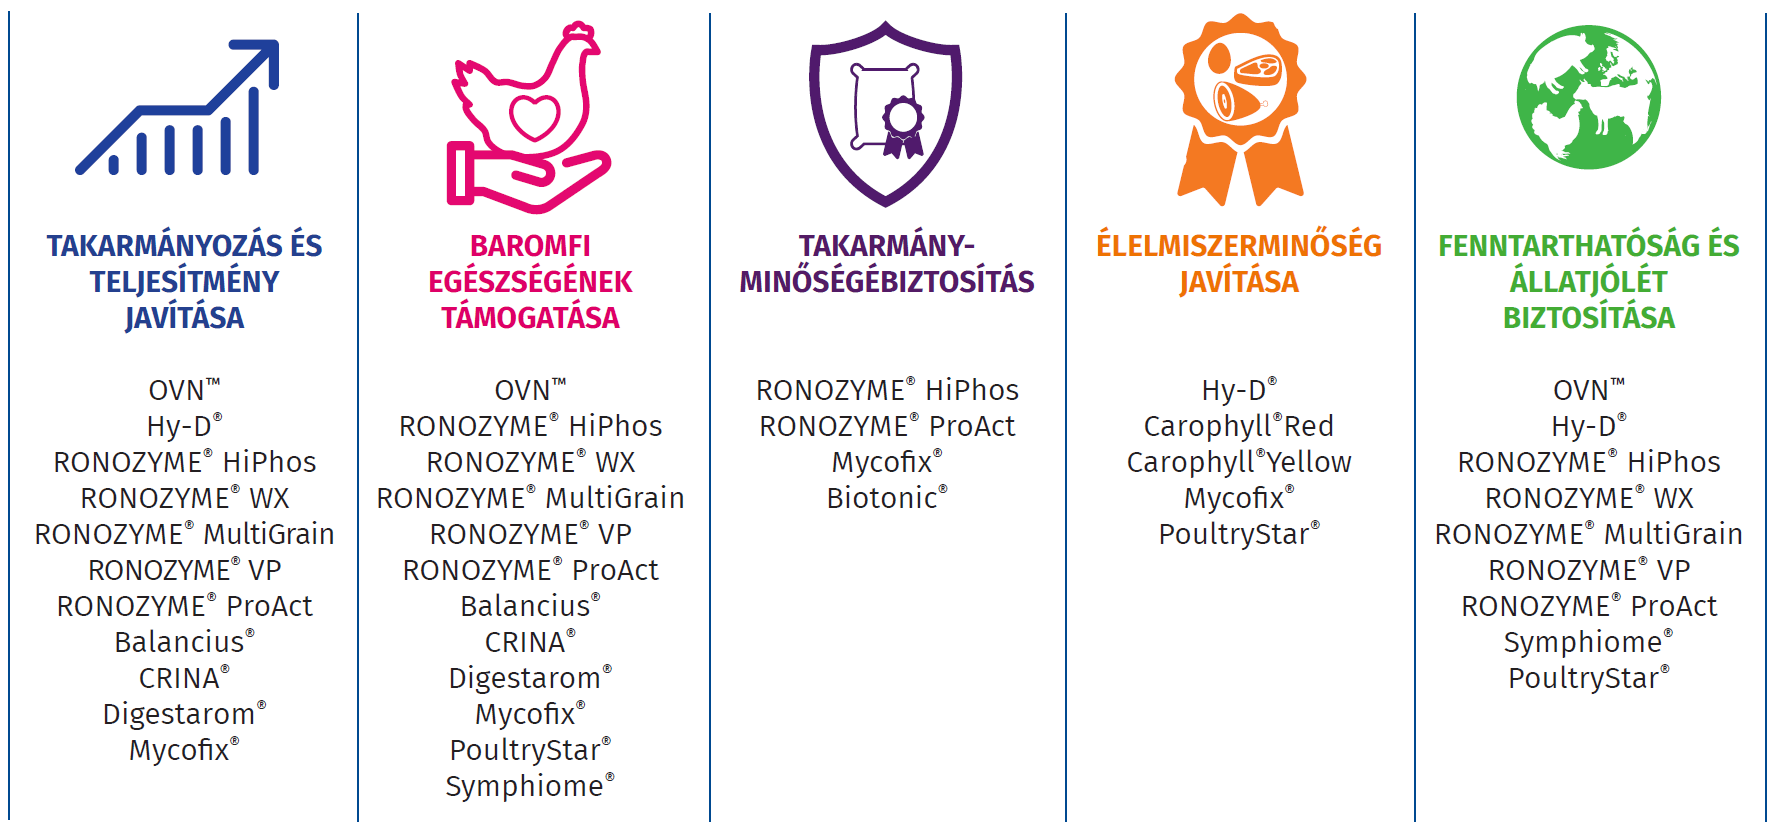 TAKARMÁNYOZÁS ÉS
TELJESÍTMÉNY
JAVÍTÁSA
OVN™
Hy-D®
RONOZYME® HiPhos
RONOZYME® WX
RONOZYME® MultiGrain
RONOZYME® VP
RONOZYME® ProAct
Balancius®
CRINA®
Digestarom®
Mycofix®
BAROMFI
EGÉSZSÉGÉNEK
TÁMOGATÁSA
OVN™
RONOZYME® HiPhos
RONOZYME® WX
RONOZYME® MultiGrain
RONOZYME® VP
RONOZYME® ProAct
Balancius®
CRINA®
Digestarom®
Mycofix®
PoultryStar®
Symphiome®
TAKARMÁNY-
MINŐSÉGÉBIZTOSÍTÁS
RONOZYME® HiPhos
RONOZYME® ProAct
Mycofix®
Biotonic®
ÉLELMISZERMINŐSÉG
JAVÍTÁSA
Hy-D®
Carophyll®Red
Carophyll®Yellow
Mycofix®
PoultryStar®
FENNTARTHATÓSÁG ÉS
ÁLLATJÓLÉT
BIZTOSÍTÁSA
OVN™
Hy-D®
RONOZYME® HiPhos
RONOZYME® WX
RONOZYME® MultiGrain
RONOZYME® VP
RONOZYME® ProAct
Symphiome®
PoultryStar®